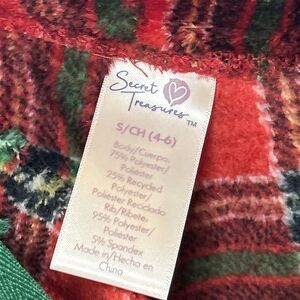 Secret
Treasures TM
S/CH (4-6)
Body/Cuerpo,
75% Polyester/
Poliéster
25% Recycled
Polyester/
Poliéster Reciclado
Rib/Ribete,
95% Polyester/
Poliéster
5% Spandex
Made in/Hecho en
China